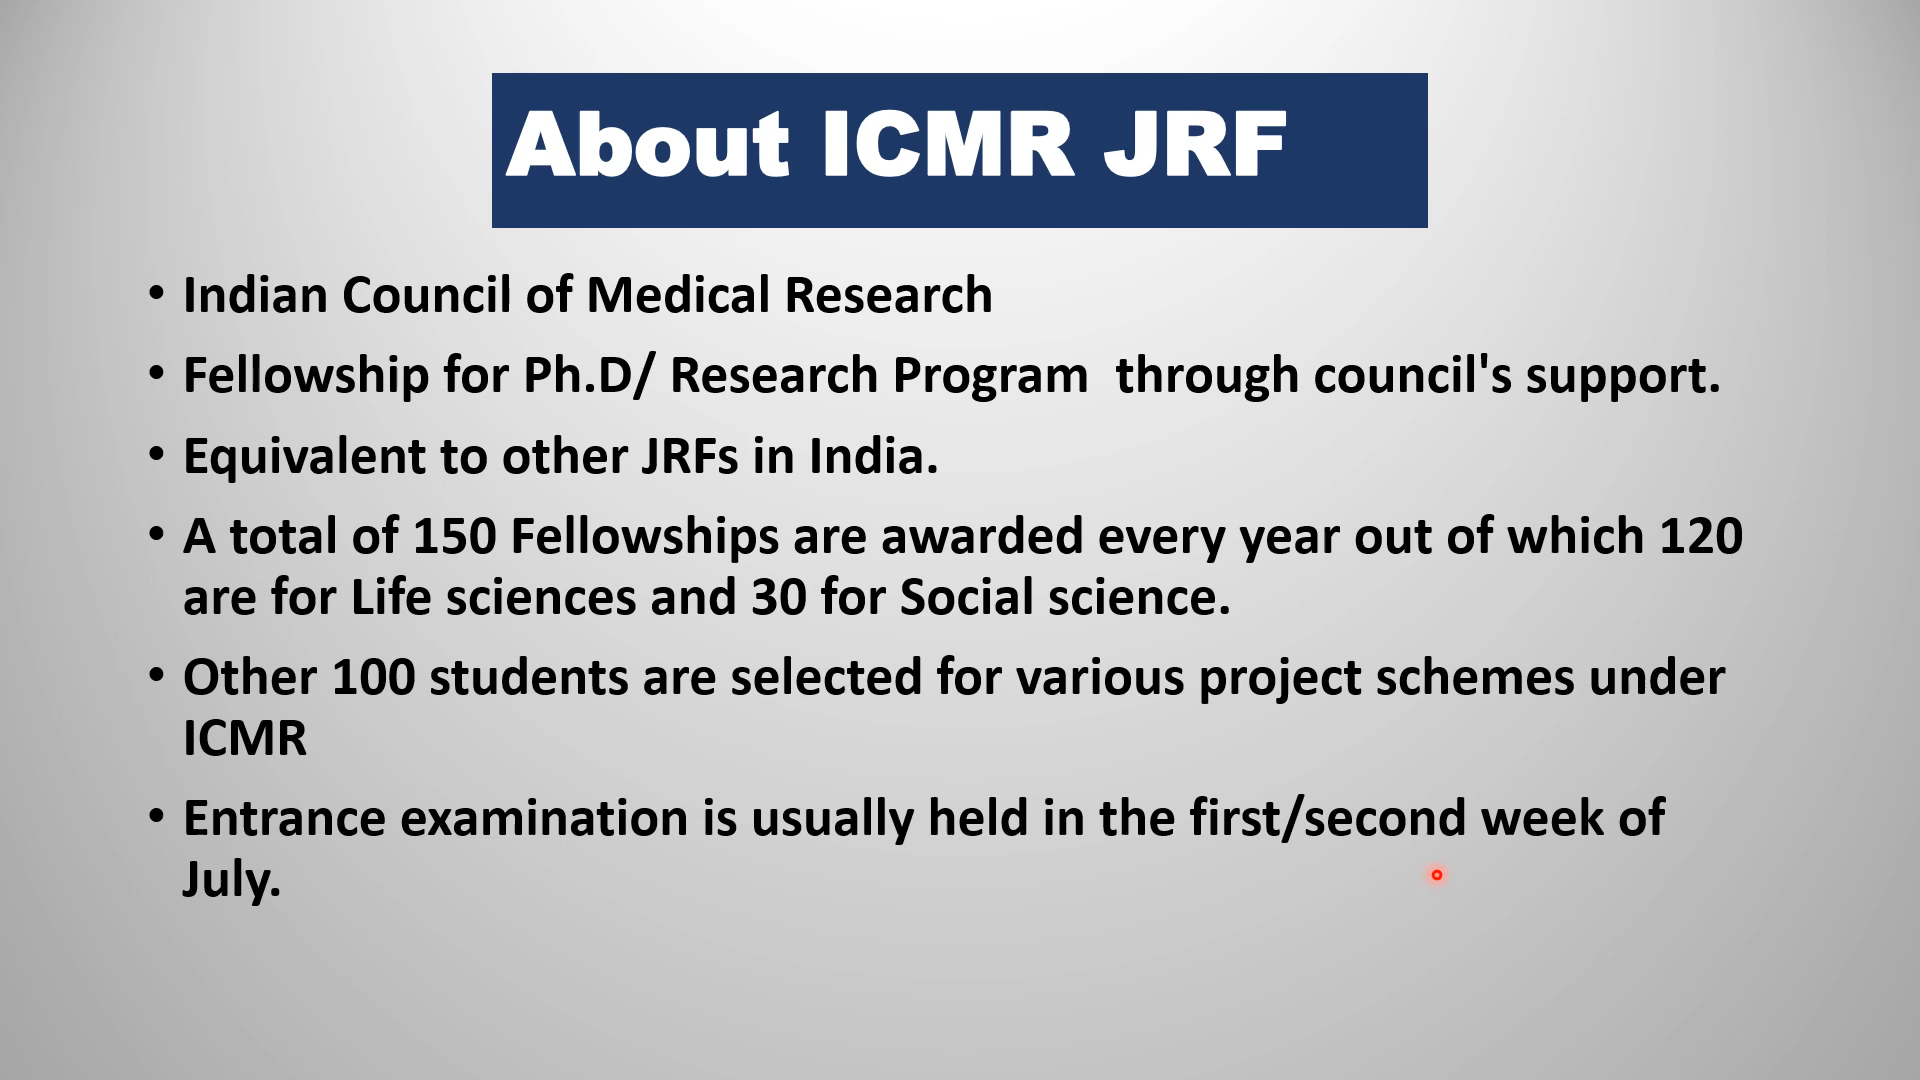 About ICMR JRF
• Indian Council of Medical Research
• Fellowship for Ph.D/ Research Program  through council's support.
• Equivalent to other JRFs in India.
• A total of 150 Fellowships are awarded every year out of which 120
are for Life sciences and 30 for Social science.
• Other 100 students are selected for various project schemes under
ICMR
• Entrance examination is usually held in the first/second week of
July.